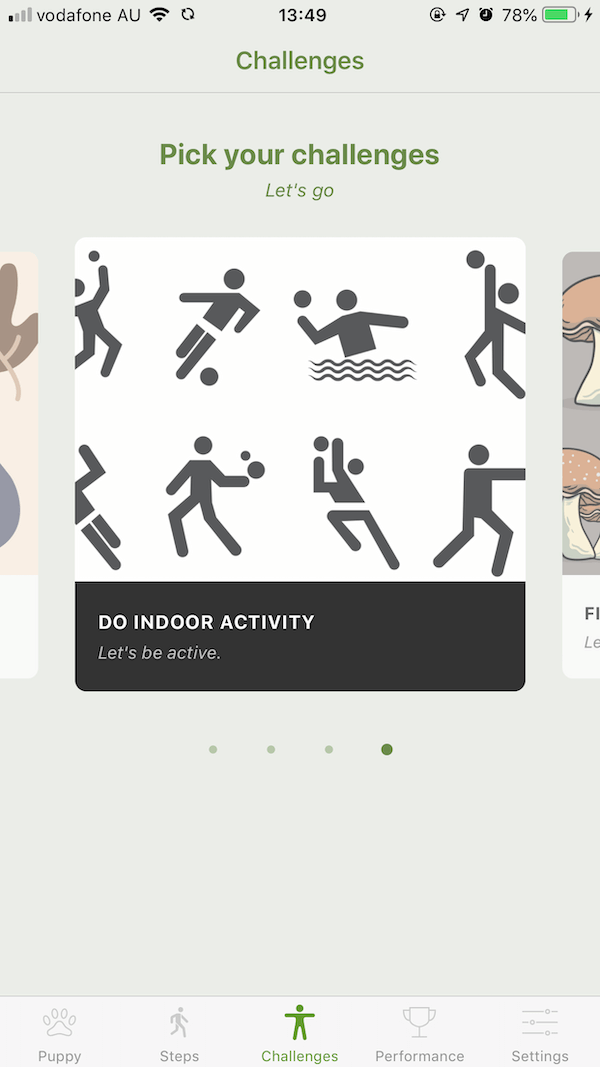 vodafone AU 13:49 78%
Challenges
Pick your challenges
Let's go
DO INDOOR ACTIVITY
Let's be active.
FI
Le
Puppy Steps Challenges Performance Settings